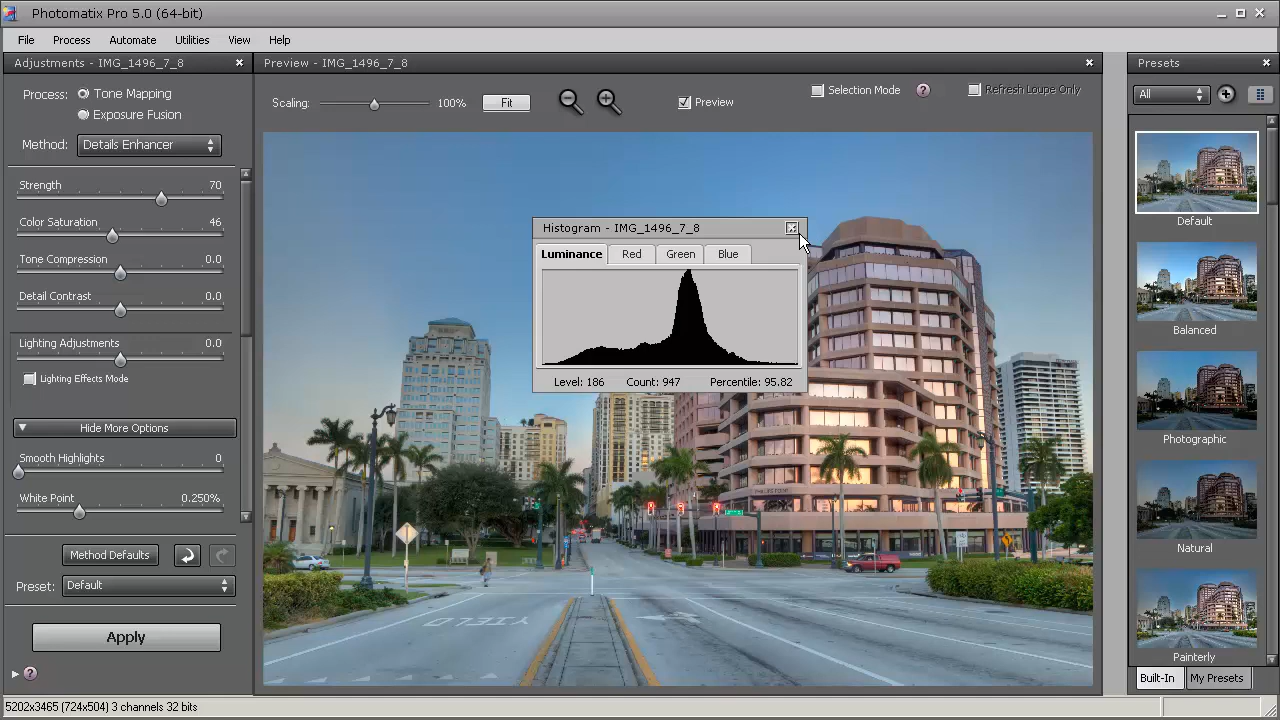 Photomatix Pro 5.0 (64-bit)
File Process Automate Utilities View Help
Adjustments - IMG_1496_7_8
Process: Tone Mapping
Exposure Fusion
Method: Details Enhancer
Strength 70
Color Saturation 46
Tone Compression 0.0
Detail Contrast 0.0
Lighting Adjustments 0.0
Lighting Effects Mode
Hide More Options
Smooth Highlights 0
White Point 0.250%
Method Defaults
Preset: Default
Apply
?
Preview - IMG_1496_7_8
Scaling: 100% Fit
Preview
Selection Mode ?
Refresh Loupe Only
Histogram - IMG_1496_7_8
Luminance Red Green Blue
Level: 186 Count: 947 Percentile: 95.82
YIELD
Presets
All
Default
Balanced
Photographic
Natural
Painterly
Built-In My Presets
5202x3465 (724x504) 3 channels 32 bits